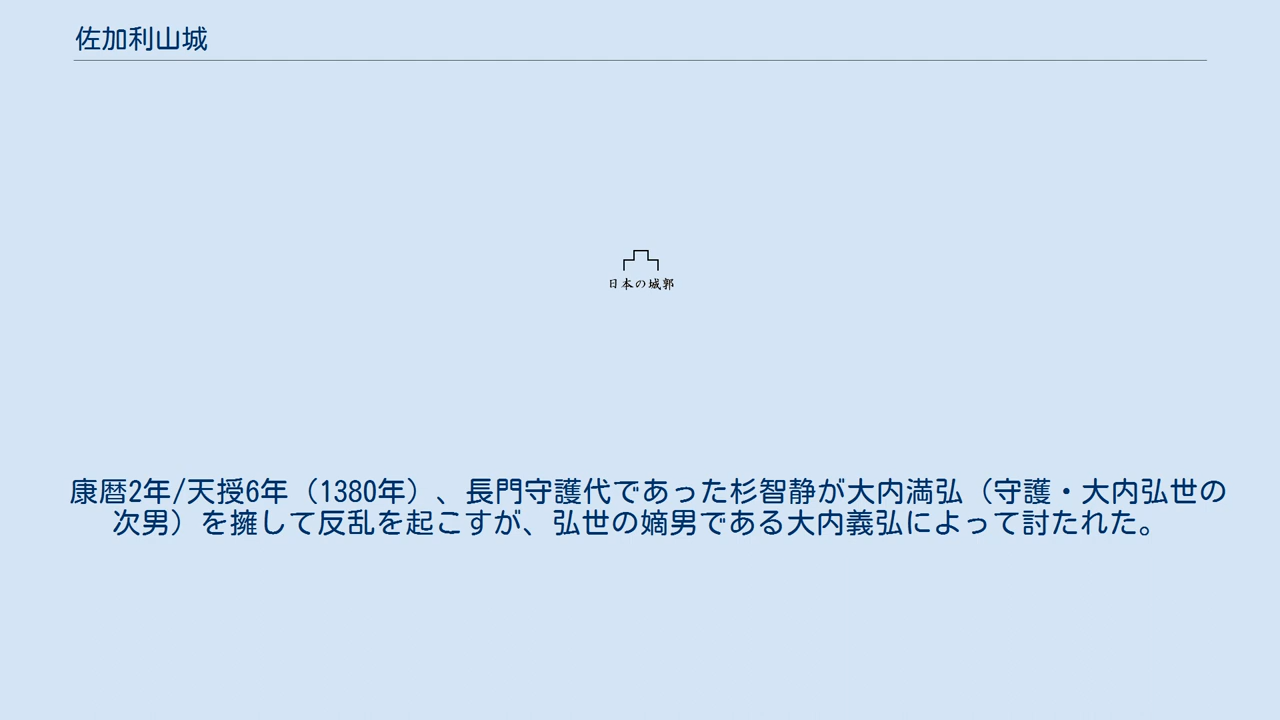 佐加利山城
日本の城郭
康暦2年/天授6年（1380年）、長門守護代であった杉智静が大内満弘（守護・大内弘世の
次男）を擁して反乱を起こすが、弘世の嫡男である大内義弘によって討たれた。